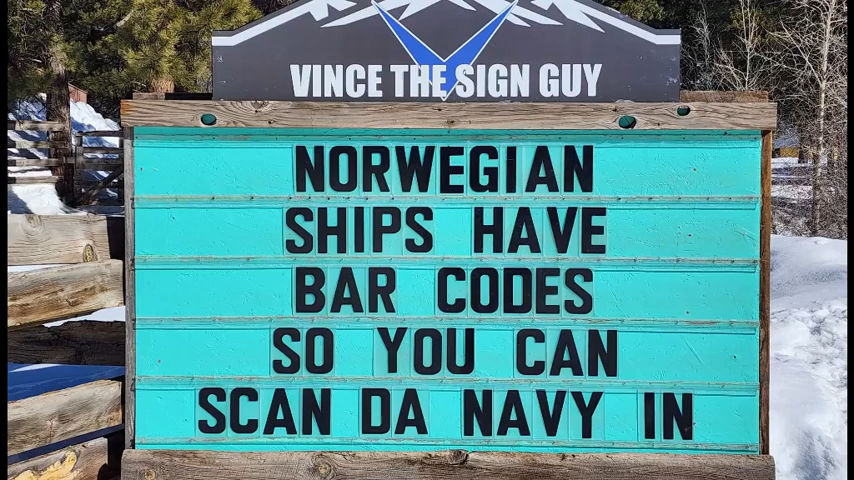 VINCE THE SIGN GUY
NORWEGIAN
SHIPS HAVE
BAR CODES
SO YOU CAN
SCAN DA NAVY IN